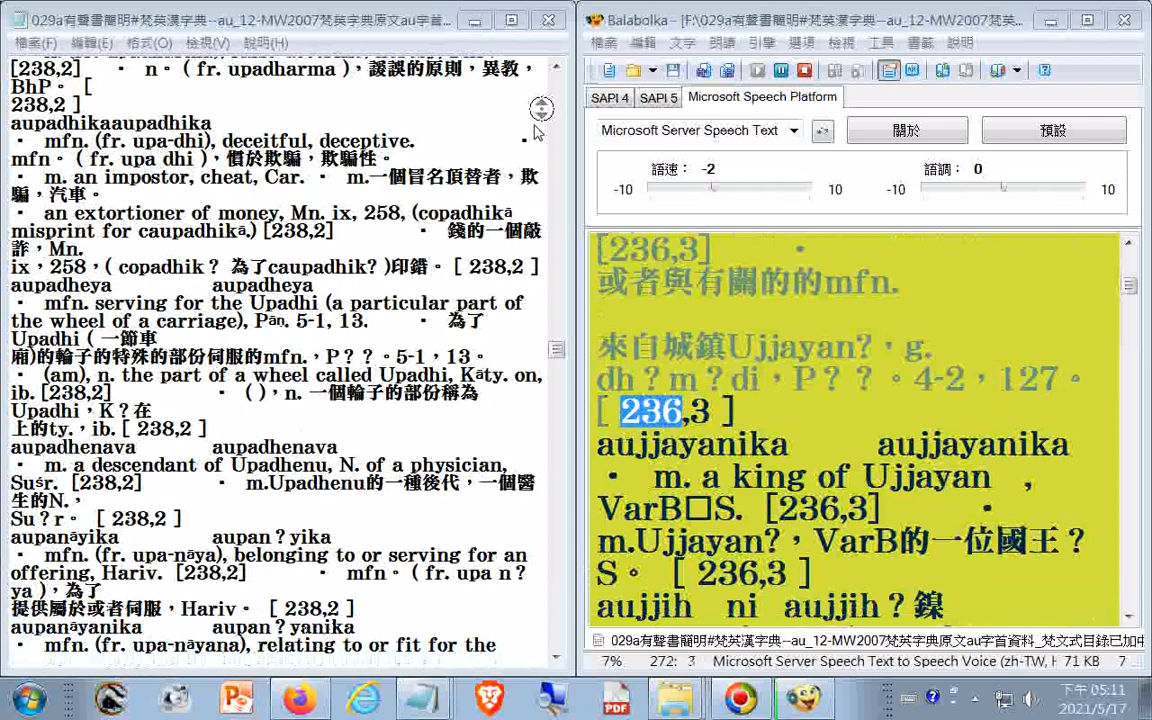 029a有聲書簡明#梵英漢字典--au_12-MW2007梵英字典原文au字首
檔案(F) 編輯(E) 格式(O) 檢視(V) 說明(H)
[238,2] · n。 ( fr. upadharma )，謬誤的原則，異教，
BhP。 [
238,2 ]
aupadhikaaupadhika
· mfn. (fr. upa-dhi), deceitful, deceptive. ·
mfn。 ( fr. upa dhi )，慣於欺騙，欺騙性。
· m. an impostor, cheat, Car. · m.一個冒名頂替者，欺
騙，汽車。
· an extortioner of money, Mn. ix, 258, (copadhikā
misprint for caupadhikā.) [238,2] · 錢的一個敲
詐，Mn.
ix，258，( copadhik？ 為了caupadhik？)印錯。 [ 238,2 ]
aupadheya aupadheya
· mfn. serving for the Upadhi (a particular part of
the wheel of a carriage), Pāṇ. 5-1, 13. · 為了
Upadhi ( 一節車
廂)的輪子的特殊的部份伺服的mfn.，P？？。5-1，13。
· (am), n. the part of a wheel called Upadhi, Kāty. on,
ib. [238,2] · ( ), n. 一個輪子的部份稱為
Upadhi，K？在
上的ty.，ib. [ 238,2 ]
aupadhenava aupadhenava
· m. a descendant of Upadhenu, N. of a physician,
Suśr. [238,2] · m.Upadhenu的一種後代，一個醫
生的N.，
Su？r。 [ 238,2 ]
aupanāyika aupan？yika
· mfn. (fr. upa-nāya), belonging to or serving for an
offering, Hariv. [238,2] · mfn。 ( fr. upa n？
ya )，為了
提供屬於或者伺服，Hariv。 [ 238,2 ]
aupanāyanika aupan？yanika
· mfn. (fr. upa-nāyana), relating to or fit for the
Balabolka - [F:\029a有聲書簡明#梵英漢字典--au_12-MW2007梵英...
檔案 編輯 文字 朗讀 引擎 選項 檢視 工具 書籤 說明
SAPI 4 SAPI 5 Microsoft Speech Platform
Microsoft Server Speech Text 關於 預設
語速： -2 語調： 0
-10 10 -10 10
[236,3] ·
或者與有關的的mfn.
來自城鎮Ujjayan?，g.
dh？m？di，P？？。4-2，127。
[ 236,3 ]
aujjayanika aujjayanika
· m. a king of Ujjayan ，
VarB□S. [236,3] ·
m.Ujjayan?，VarB的一位國王？
S。 [ 236,3 ]
aujjih ni aujjih？鎳
029a有聲書簡明#梵英漢字典--au_12-MW2007梵英字典原文au字首資料_梵文式目錄已加中
7% 272: 3 Microsoft Server Speech Text to Speech Voice (zh-TW, H 71 KB 7
下午 05:11
2021/5/17